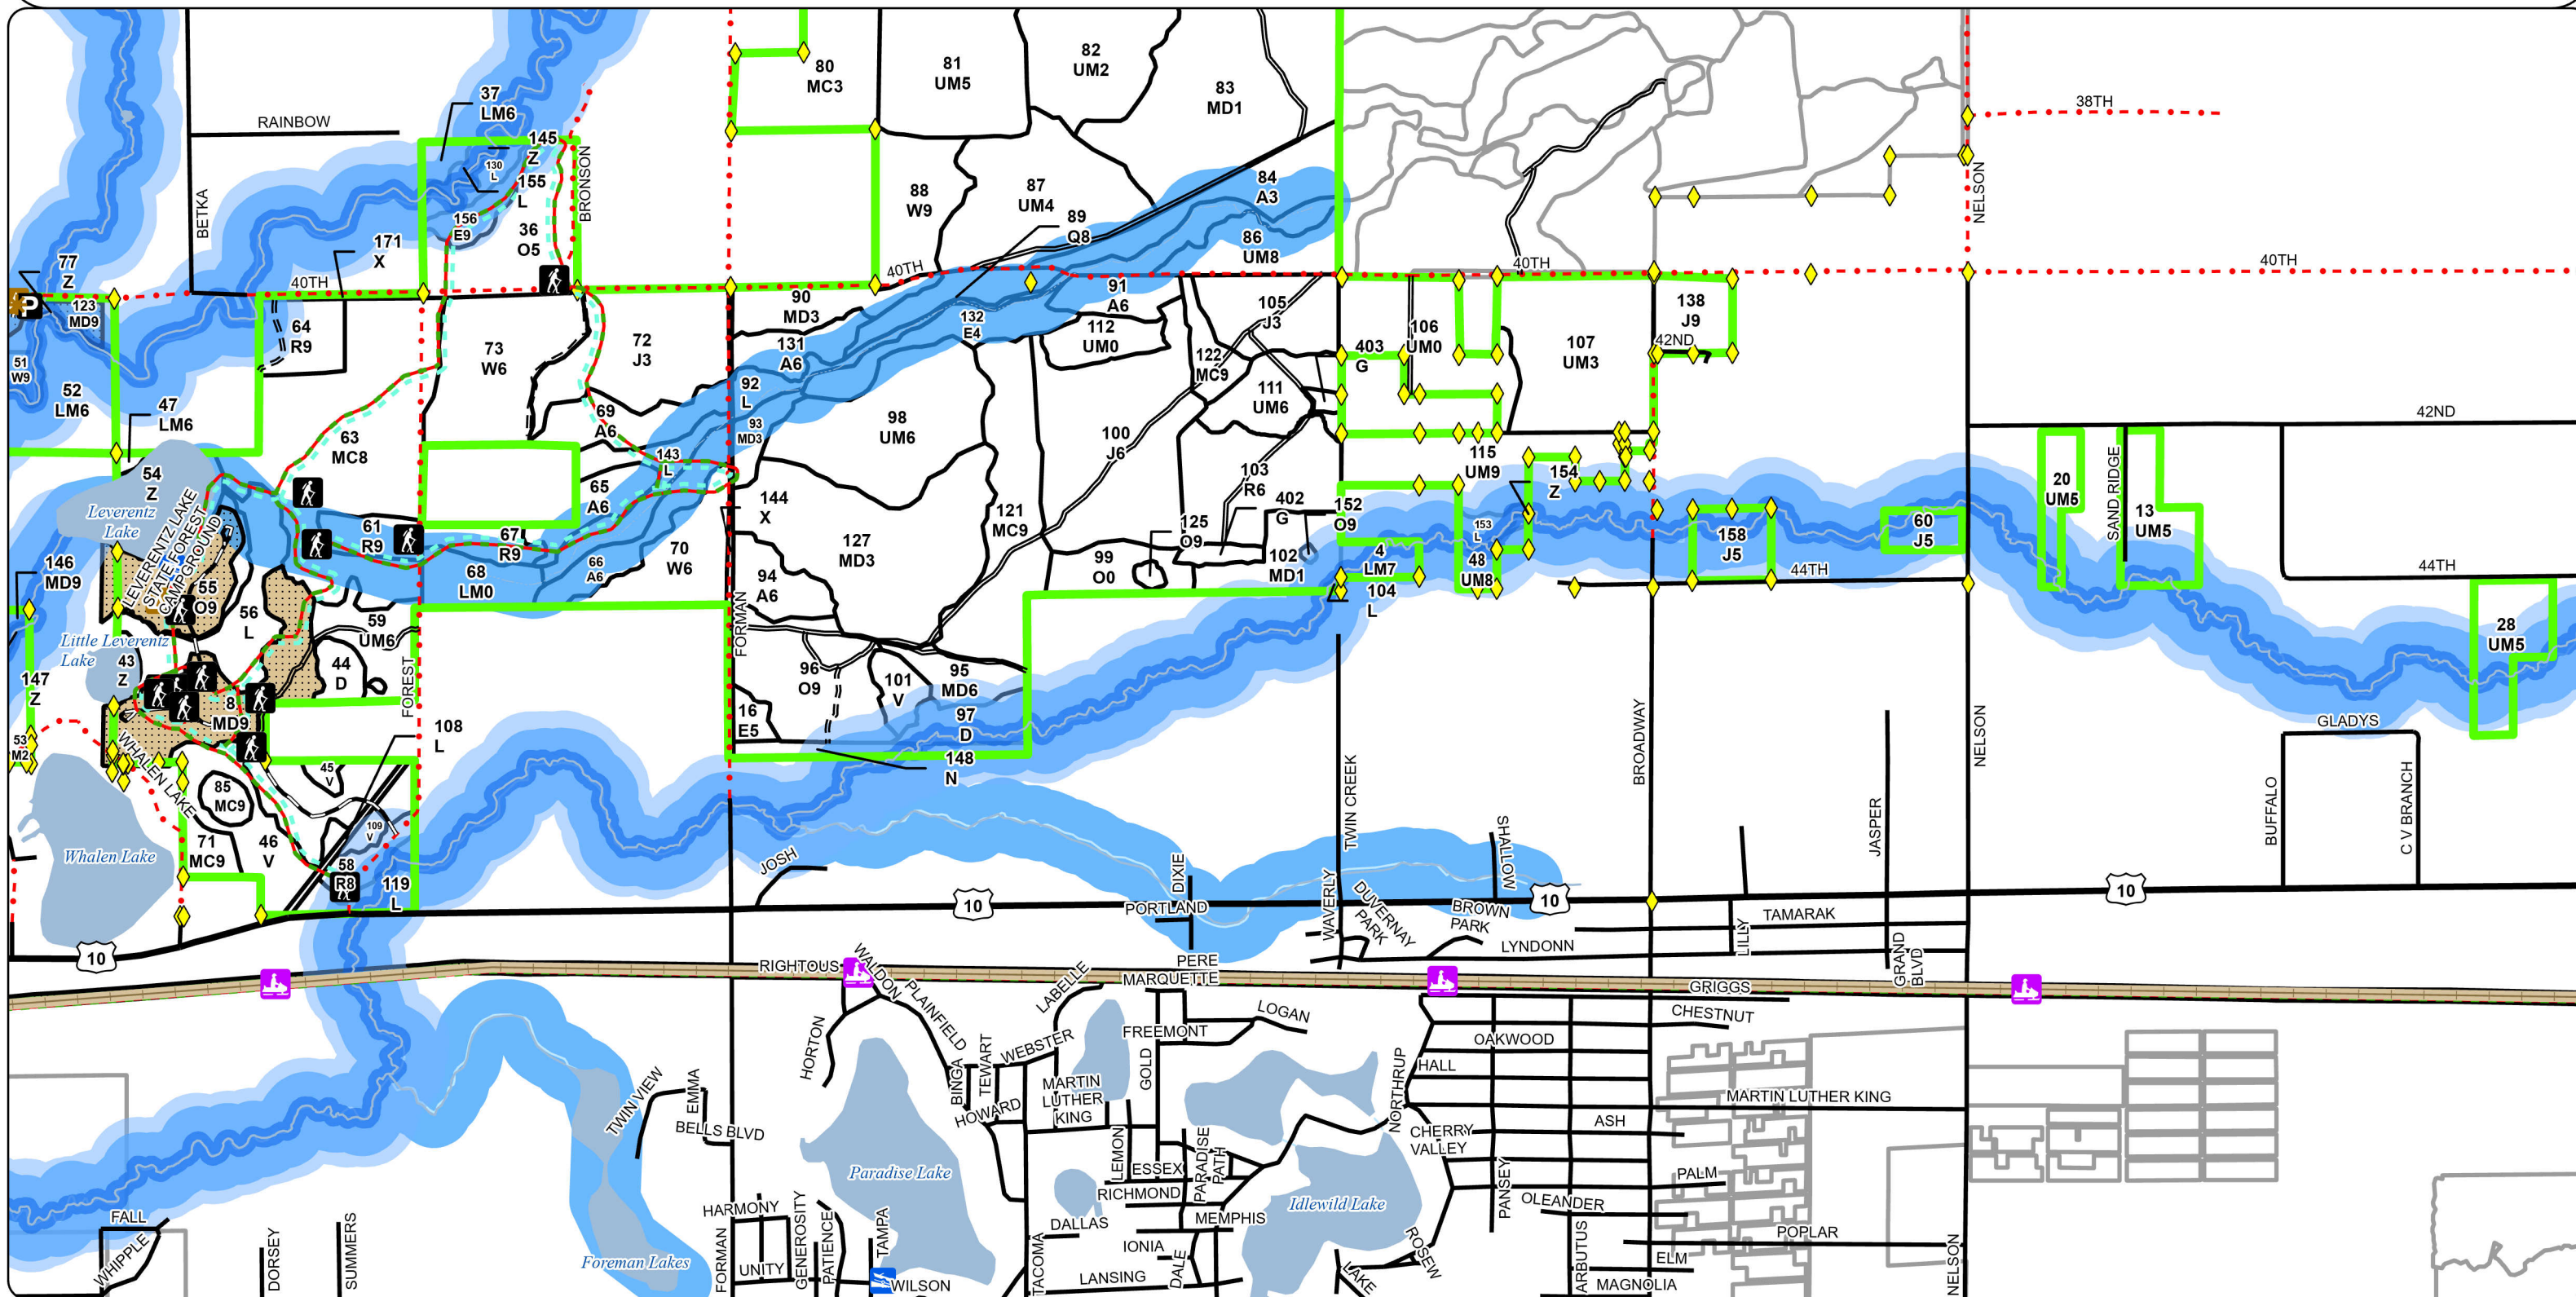 80
MC3
81
UM5
82
UM2
83
MD1
37
LM6
38TH
RAINBOW
145
Z
130
L
155
L
BRONSON
BETKA
88
W9
87
UM4
84
A3
NELSON
156
E9
36
O5
89
Q8
86
UM8
171
X
77
Z
40TH
40TH
40TH
40TH
P
123
MD9
64
R9
90
MD3
91
A6
105
J3
138
J9
132
E4
112
UM0
106
UM0
107
UM3
42ND
73
W6
72
J3
131
A6
122
MC9
403
G
51
W9
52
LM6
47
LM6
92
L
111
UM6
69
A6
93
MD3
98
UM6
42ND
63
MC8
100
J6
143
L
115
UM9
154
Z
54
Z
103
R6
20
UM5
SAND RIDGE
13
UM5
65
A6
144
X
121
MC9
402
G
152
O9
Leverentz
Lake
LEVERENTZ LAKE
STATE FOREST
CAMPGROUND
61
R9
67
R9
125
O9
153
L
60
J5
127
MD3
158
J5
70
W6
66
A6
99
O0
102
MD1
4
LM7
48
UM8
44TH
44TH
146
MD9
68
LM0
94
A6
104
L
55
O9
56
L
59
UM6
FORMAN
28
UM5
Little Leverentz
Lake
43
Z
44
D
96
O9
101
V
95
MD6
FOREST
147
Z
8
MD9
16
E5
97
D
BROADWAY
NELSON
GLADYS
53
M2
108
L
148
N
WHALEN LAKE
45
V
85
MC9
TWIN CREEK
BUFFALO
C V BRANCH
109
V
71
MC9
46
V
JASPER
SHALLOW
Whalen Lake
58
R8
119
L
JOSH
DIXIE
WAVERLY
10
PORTLAND
DUVERNAY
PARK
BROWN
PARK
10
TAMARAK
10
LYNDONN
LILLY
GRAND
BLVD
10
RIGHTOUS
WALDON
PERE
MARQUETTE
GRIGGS
PLAINFIELD
LABELLE
LOGAN
CHESTNUT
HORTON
FREEMONT
WEBSTER
OAKWOOD
BINGA
TEWART
GOLD
HALL
NORTHRUP
TWIN VIEW
EMMA
MARTIN
LUTHER
KING
MARTIN LUTHER KING
HOWARD
BELLS BLVD
ASH
CHERRY
VALLEY
LEMON
ESSEX
PARADISE
PATH
Paradise Lake
PALM
RICHMOND
PANSEY
Idlewild Lake
OLEANDER
HARMONY
FALL
MEMPHIS
DALLAS
POPLAR
WHIPPLE
DORSEY
SUMMERS
Foreman Lakes
FORMAN
UNITY
GENEROSITY
PATIENCE
TAMPA
WILSON
TACOMA
IONIA
LANSING
DALE
LAKE
ROSEW
ARBUTUS
ELM
MAGNOLIA
NELSON